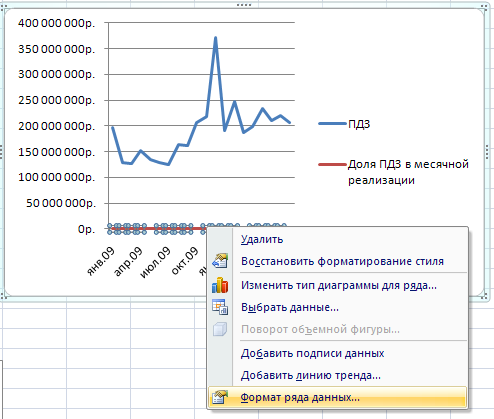 400 000 000р.
350 000 000р.
300 000 000р.
250 000 000р.
200 000 000р.
150 000 000р.
100 000 000р.
50 000 000р.
0р.
янв.09
апр.09
июл.09
окт.09
ПДЗ
Доля ПДЗ в месячной
реализации
Удалить
Восстановить форматирование стиля
Изменить тип диаграммы для ряда...
Выбрать данные...
Поворот объемной фигуры...
Добавить подписи данных
Добавить линию тренда...
Формат ряда данных...